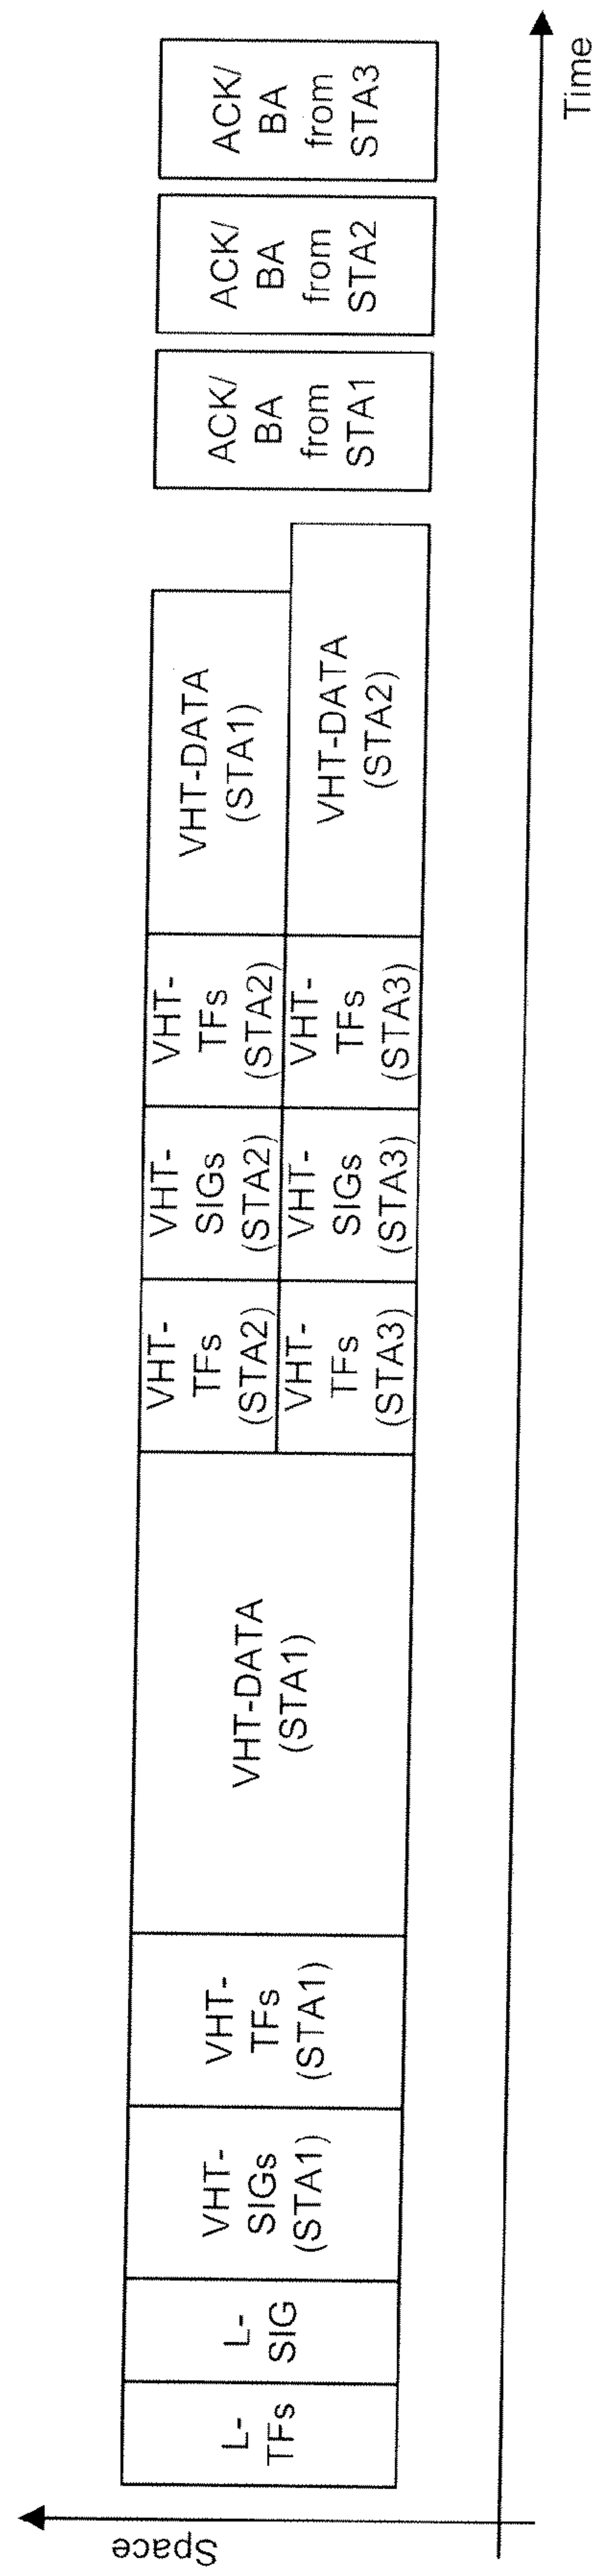 Space
L-
TFs
L-
SIG
VHT-
SIGs
(STA1)
VHT-
TFs
(STA1)
VHT-DATA
(STA1)
VHT-
TFs
(STA2)
VHT-
TFs
(STA3)
VHT-
SIGs
(STA2)
VHT-
SIGs
(STA3)
VHT-
TFs
(STA2)
VHT-
TFs
(STA3)
VHT-DATA
(STA1)
VHT-DATA
(STA2)
ACK/
BA
from
STA1
ACK/
BA
from
STA2
ACK/
BA
from
STA3
Time